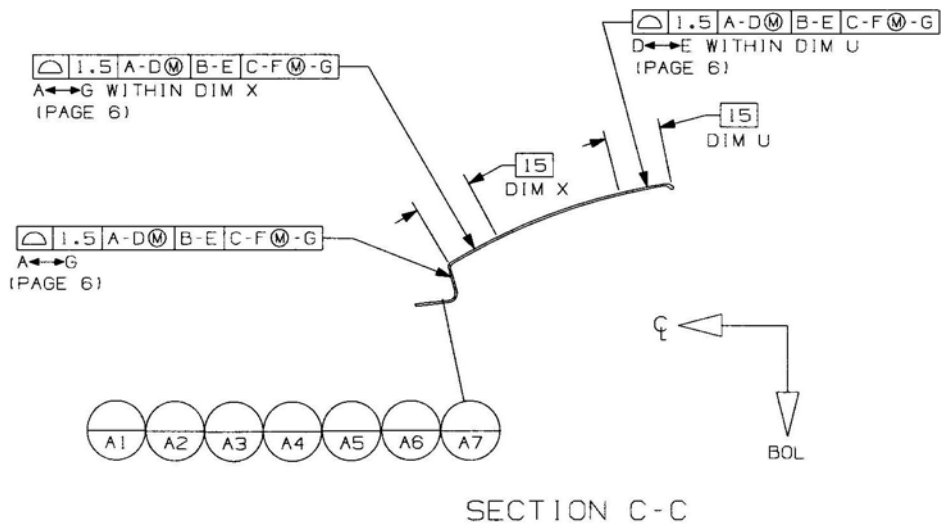 ⌓ 1.5 A-DⓂ B-E C-FⓂ-G
D↔E WITHIN DIM U
(PAGE 6)
⌓ 1.5 A-DⓂ B-E C-FⓂ-G
A↔G WITHIN DIM X
(PAGE 6)
15
DIM U
15
DIM X
⌓ 1.5 A-DⓂ B-E C-FⓂ-G
A↔G
(PAGE 6)
℄
A1 A2 A3 A4 A5 A6 A7
BOL
SECTION C-C